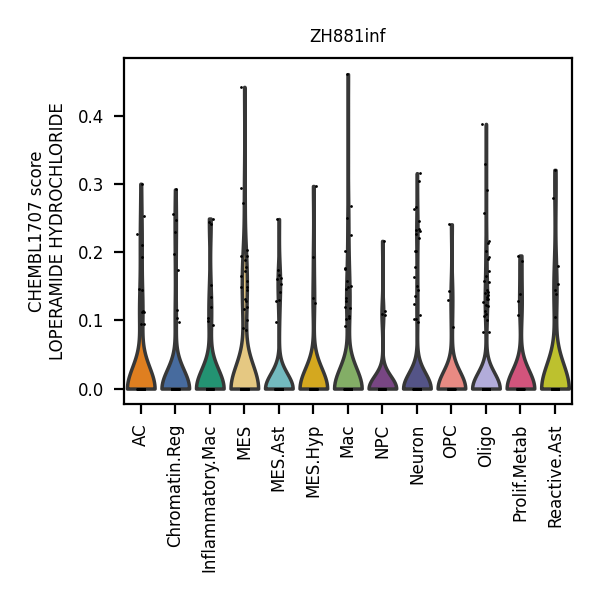 ZH881inf
CHEMBL1707 score
LOPERAMIDE HYDROCHLORIDE
0.4
0.3
0.2
0.1
0.0
AC
Chromatin.Reg
Inflammatory.Mac
MES
MES.Ast
MES.Hyp
Mac
NPC
Neuron
OPC
Oligo
Prolif.Metab
Reactive.Ast